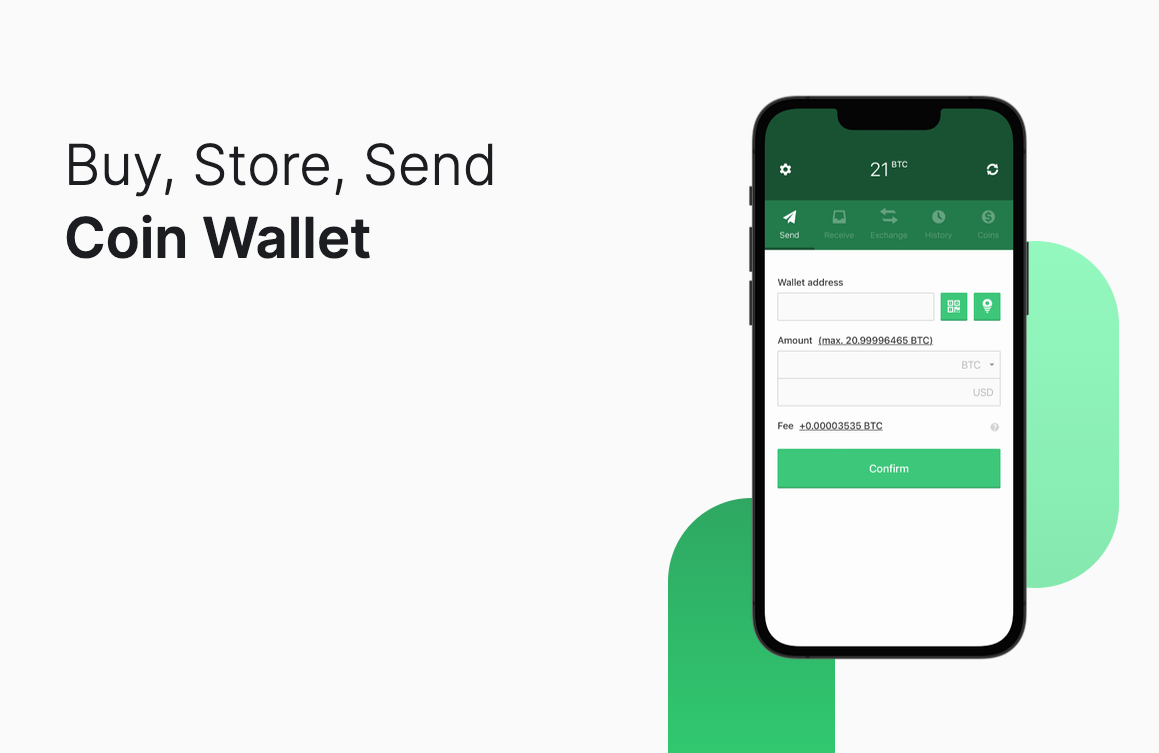 Buy, Store, Send
Coin Wallet
21 BTC
Send Receive Exchange History Coins
Wallet address
Amount (max. 20.99996465 BTC)
BTC
USD
Fee +0.00003535 BTC
Confirm